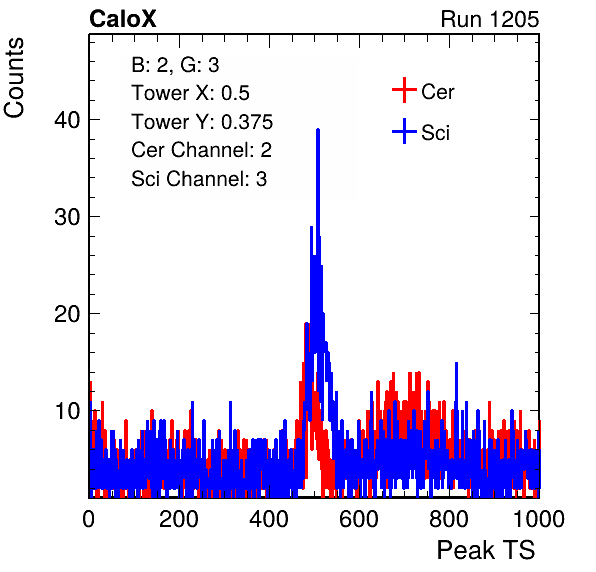 CaloX Run 1205
Counts
B: 2, G: 3
Tower X: 0.5
Tower Y: 0.375
Cer Channel: 2
Sci Channel: 3
Cer
Sci
40
30
20
10
0 200 400 600 800 1000
Peak TS